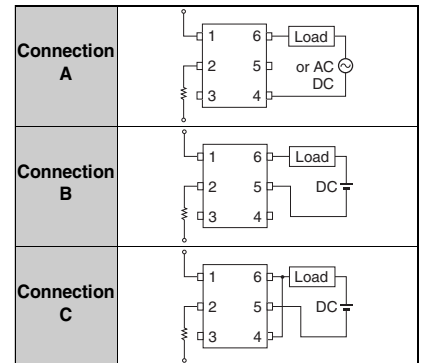 Connection
A
1 6 Load
2 5 or AC
DC
3 4
Connection
B
1 6 Load
2 5 DC
3 4
Connection
C
1 6 Load
2 5 DC
3 4